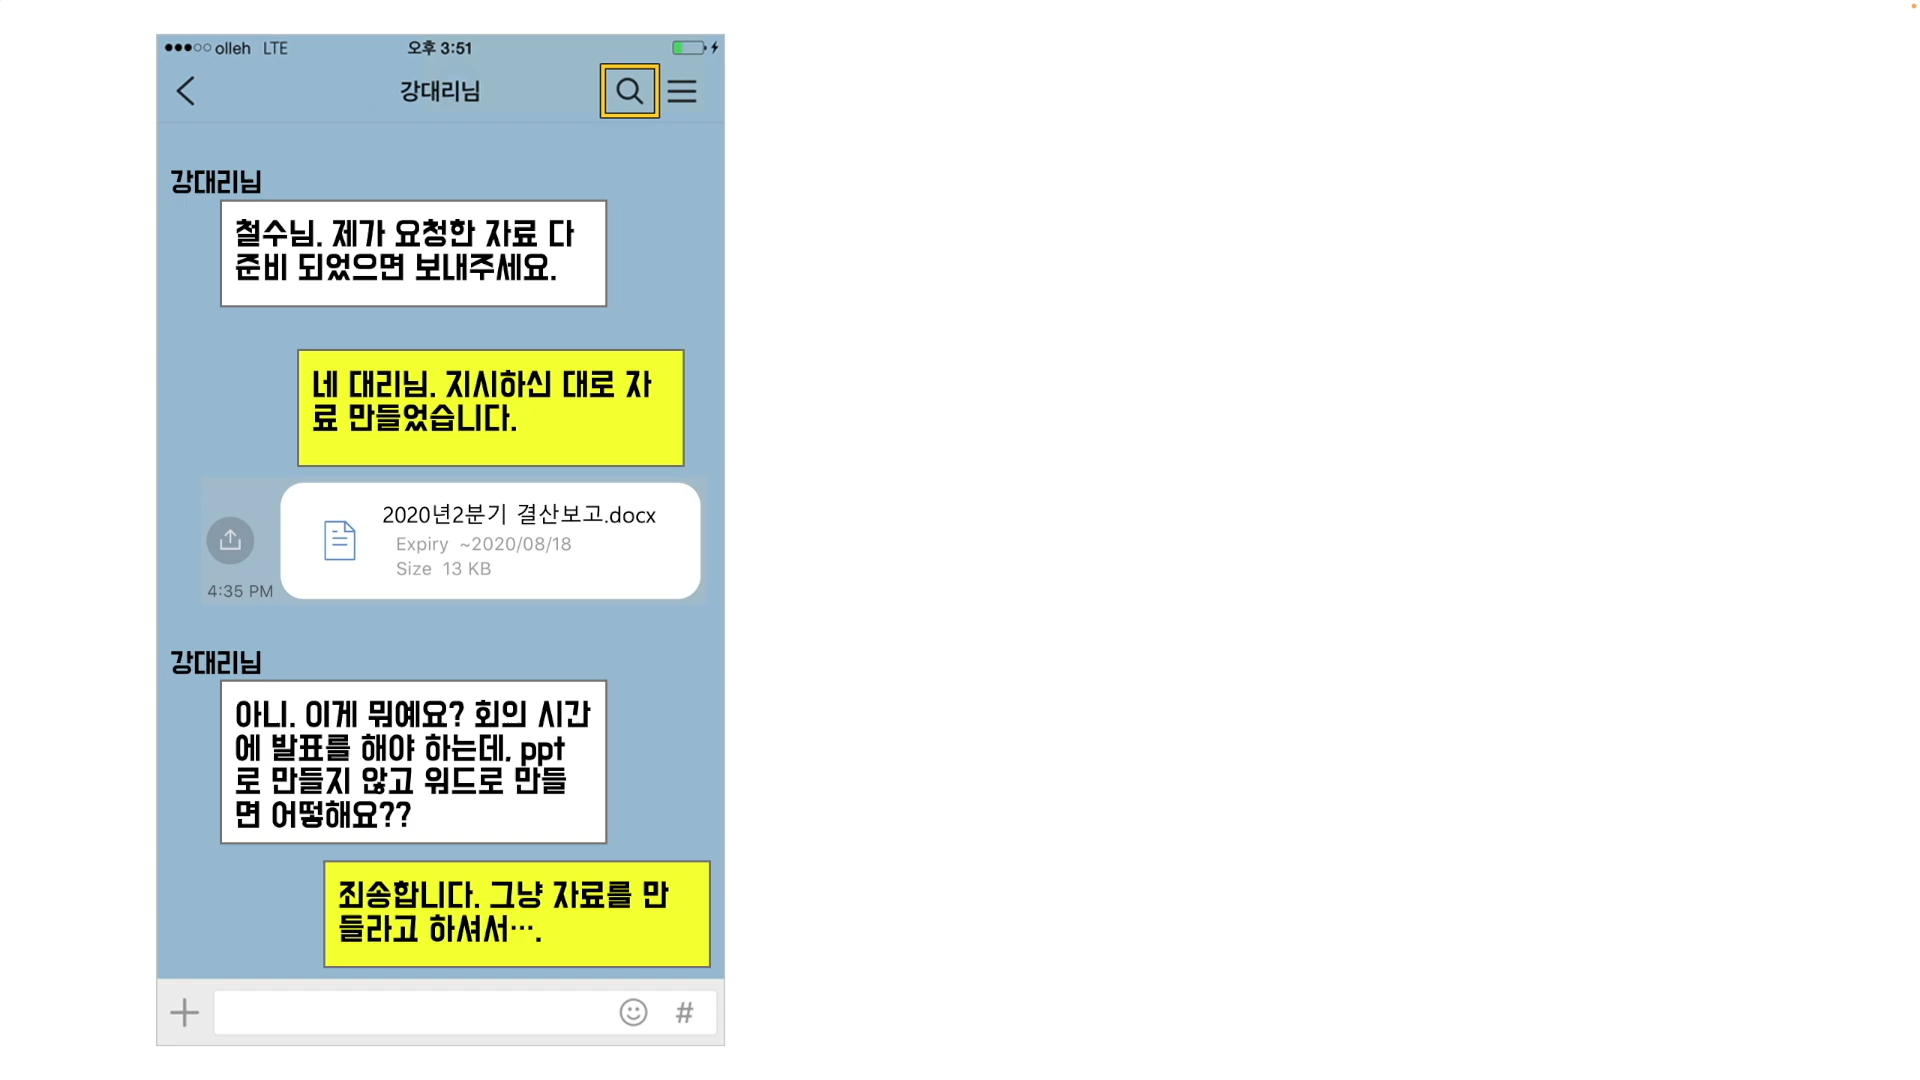 olleh LTE 오후 3:51
강대리님
강대리님
철수님. 제가 요청한 자료 다
준비 되었으면 보내주세요.
네 대리님. 지시하신 대로 자
료 만들었습니다.
2020년2분기 결산보고.docx
Expiry ~2020/08/18
Size 13 KB
4:35 PM
강대리님
아니. 이게 뭐예요? 회의 시간
에 발표를 해야 하는데, ppt
로 만들지 않고 워드로 만들
면 어떻해요??
죄송합니다. 그냥 자료를 만
들라고 하셔서….
#